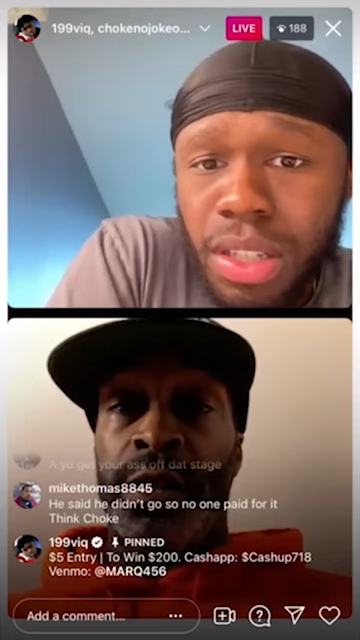 199viq, chokenojokeo...
LIVE
188
A yo get your ass off dat stage
mikethomas8845
He said he didn't go so no one paid for it
Think Choke
199viq PINNED
$5 Entry | To Win $200. Cashapp: $Cashup718
Venmo: @MARQ456
Add a comment...